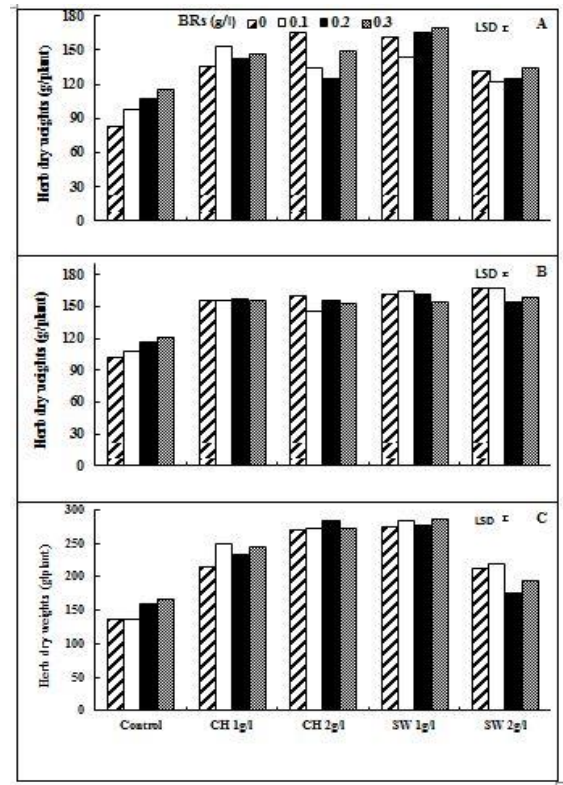 BRs (g/l) 0 0.1 0.2 0.3
LSD A
180
150
120
90
60
30
0
Herb dry weights (g/plant)
LSD B
180
150
120
90
60
30
0
Herb dry weights (g/plant)
LSD C
300
250
200
150
100
50
0
Herb dry weights (g/plant)
Control CH 1g/l CH 2g/l SW 1g/l SW 2g/l